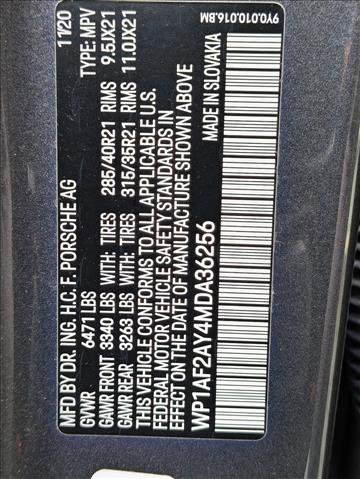 MFD BY DR. ING. H.C. F. PORSCHE AG 11/20
GVWR 6471 LBS TYPE: MPV
GAWR FRONT 3340 LBS WITH: TIRES 285/40R21 RIMS 9.5JX21
GAWR REAR 3263 LBS WITH: TIRES 315/35R21 RIMS 11.0JX21
THIS VEHICLE CONFORMS TO ALL APPLICABLE U.S.
FEDERAL MOTOR VEHICLE SAFETY STANDARDS IN
EFFECT ON THE DATE OF MANUFACTURE SHOWN ABOVE
WP1AF2AY4MDA36256 MADE IN SLOVAKIA
9Y0.010.016.BM